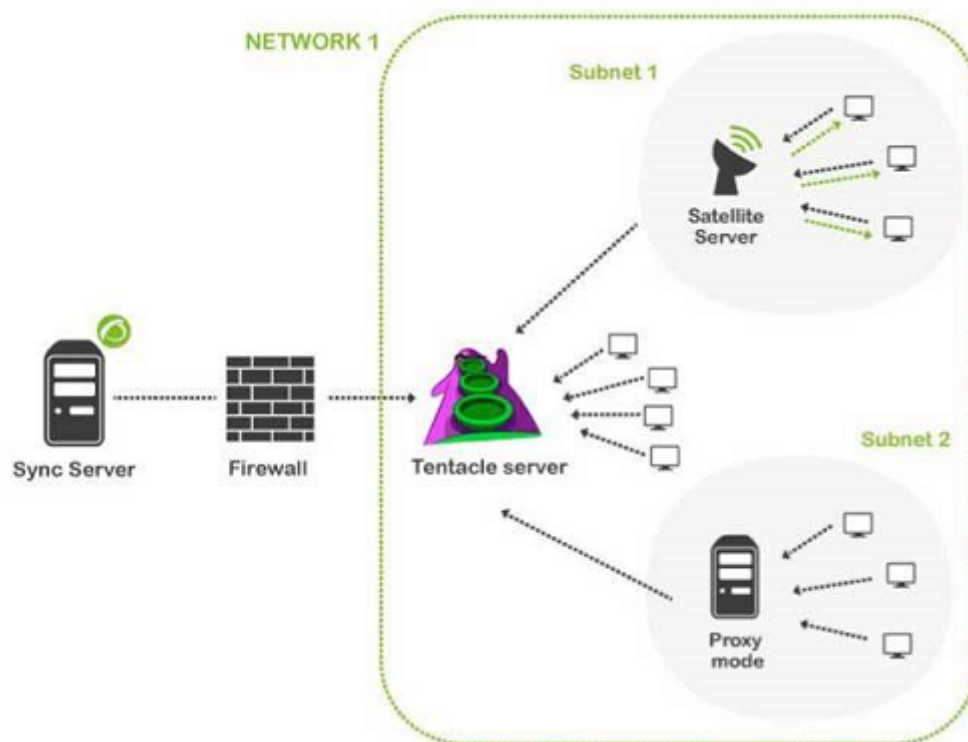 NETWORK 1
Subnet 1
Satellite
Server
Sync Server
Firewall
Tentacle server
Subnet 2
Proxy
mode